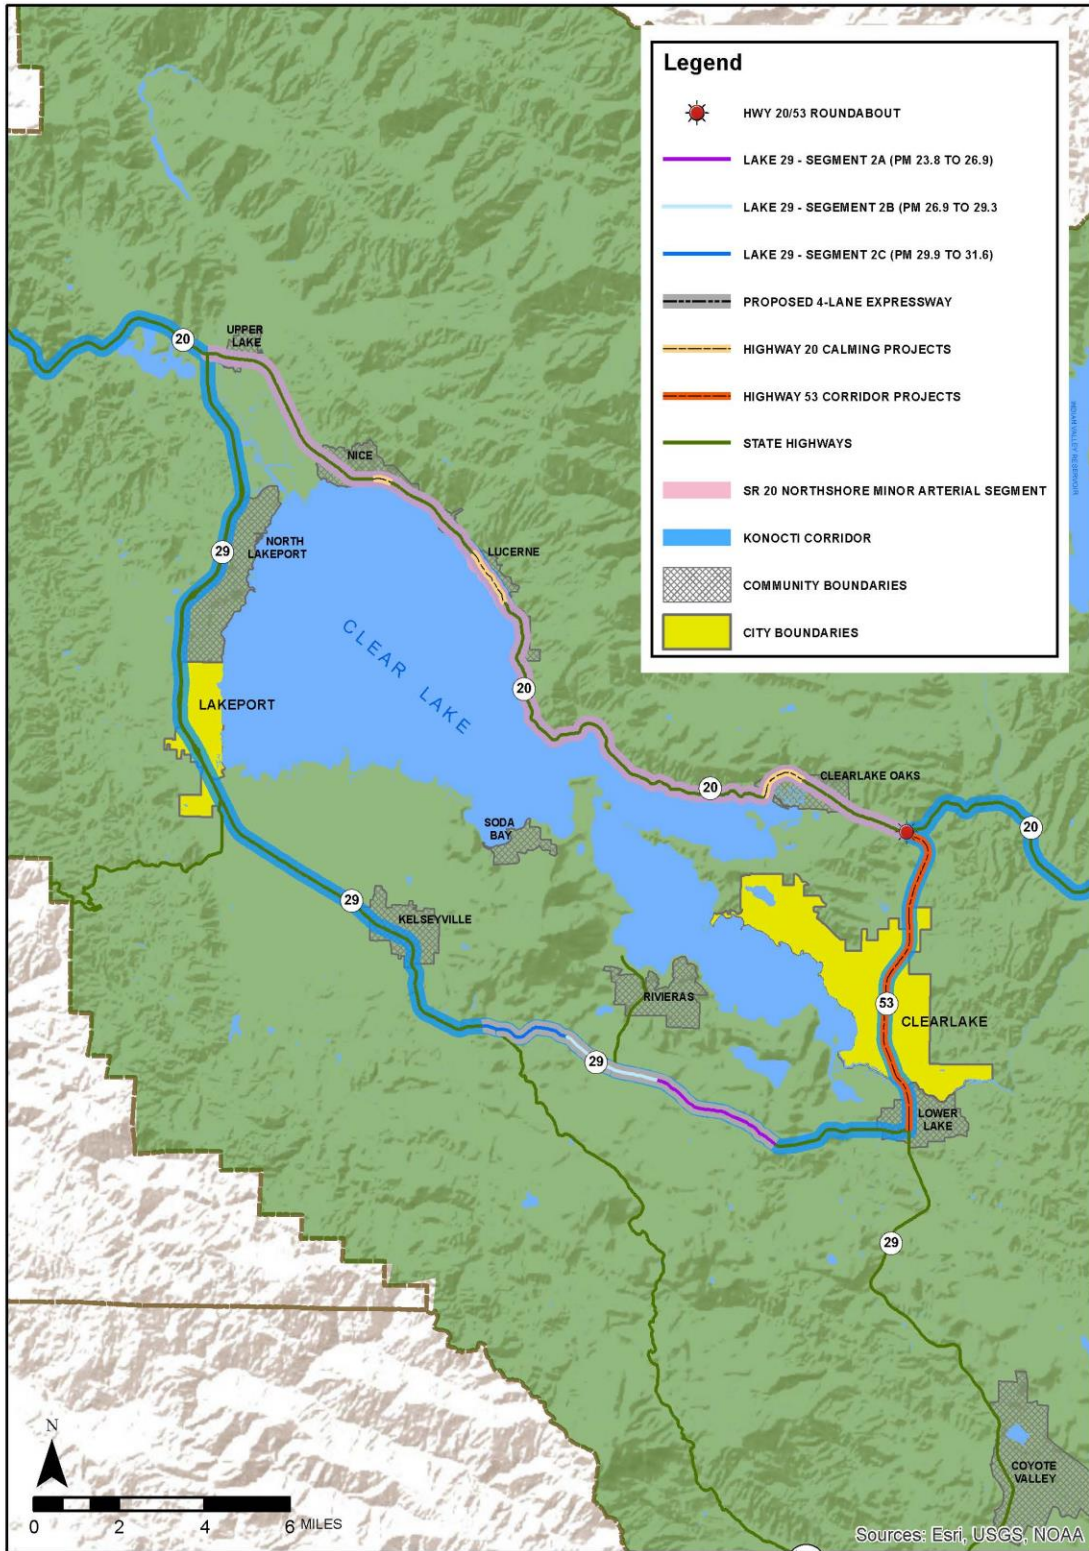 Legend
HWY 20/53 ROUNDABOUT
LAKE 29 - SEGMENT 2A (PM 23.8 TO 26.9)
LAKE 29 - SEGEMENT 2B (PM 26.9 TO 29.3
LAKE 29 - SEGMENT 2C (PM 29.9 TO 31.6)
PROPOSED 4-LANE EXPRESSWAY
HIGHWAY 20 CALMING PROJECTS
HIGHWAY 53 CORRIDOR PROJECTS
STATE HIGHWAYS
SR 20 NORTHSHORE MINOR ARTERIAL SEGMENT
KONOCTI CORRIDOR
COMMUNITY BOUNDARIES
CITY BOUNDARIES
UPPER
LAKE
20
NICE
INDIAN VALLEY RESERVOIR
29
NORTH
LAKEPORT
LUCERNE
CLEAR LAKE
20
LAKEPORT
20
CLEARLAKE OAKS
20
SODA
BAY
29
KELSEYVILLE
RIVIERAS
53
CLEARLAKE
29
LOWER
LAKE
29
COYOTE
VALLEY
N
0 2 4 6 MILES
Sources: Esri, USGS, NOAA